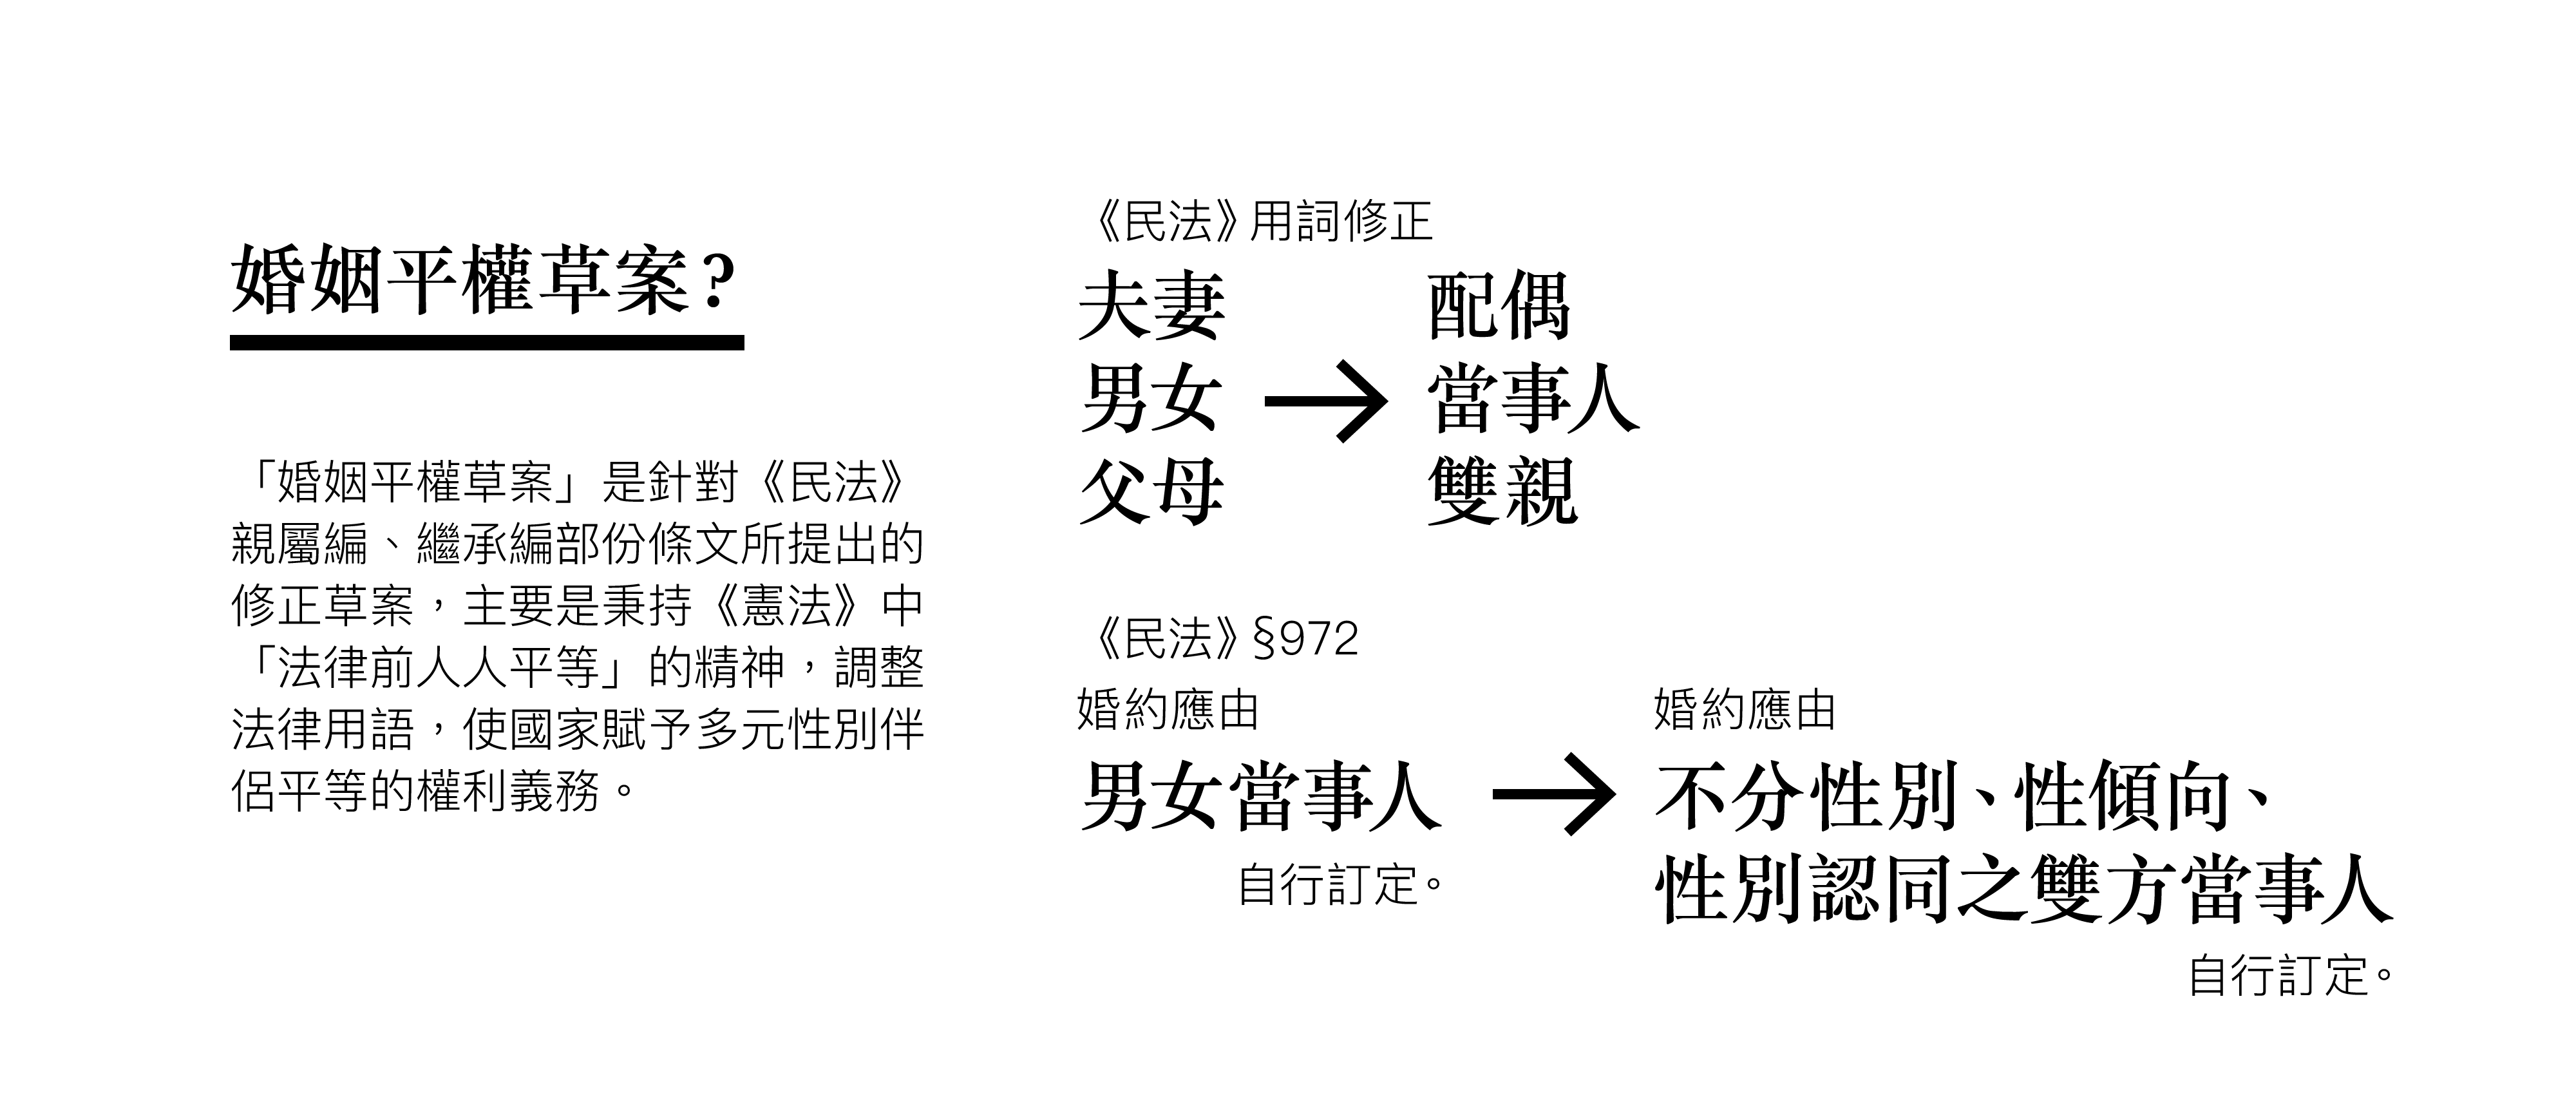 婚姻平權草案?
「婚姻平權草案」是針對《民法》
親屬編、繼承編部份條文所提出的
修正草案，主要是秉持《憲法》中
「法律前人人平等」的精神，調整
法律用語，使國家賦予多元性別伴
侶平等的權利義務。
《民法》用詞修正
夫妻 配偶
男女 → 當事人
父母 雙親
《民法》§972
婚約應由
男女當事人
自行訂定。
→
婚約應由
不分性別、性傾向、
性別認同之雙方當事人
自行訂定。